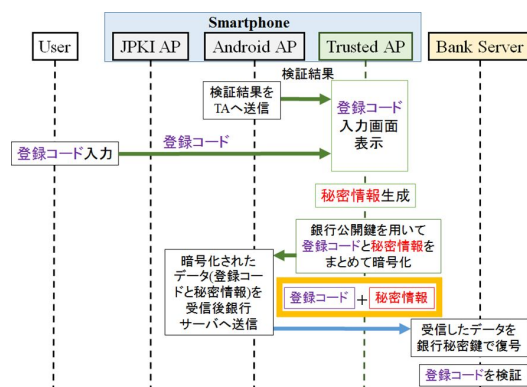 Smartphone
User
JPKI AP
Android AP
Trusted AP
Bank Server
検証結果
検証結果を
TAへ送信
登録コード
入力画面
表示
登録コード入力
登録コード
秘密情報生成
銀行公開鍵を用いて
登録コードと秘密情報を
まとめて暗号化
暗号化された
データ(登録コー
ドと秘密情報)を
受信後銀行
サーバへ送信
登録コード + 秘密情報
受信したデータを
銀行秘密鍵で復号
登録コードを検証